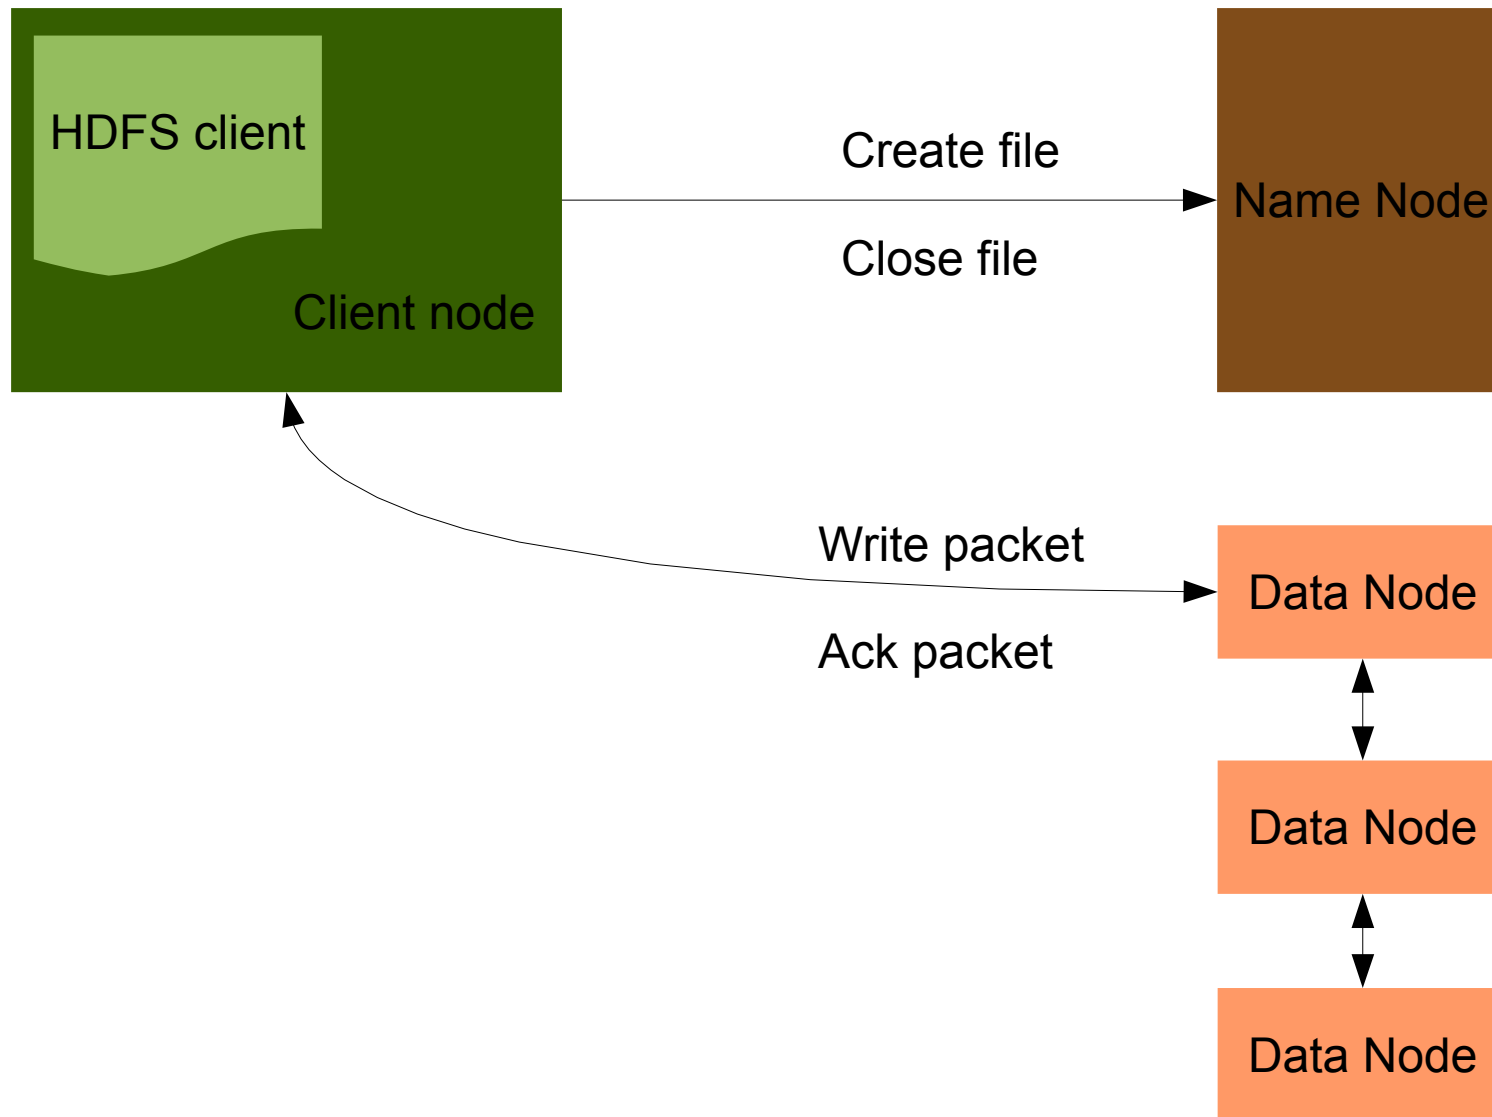 HDFS client
Client node
Create file
Close file
Name Node
Write packet
Ack packet
Data Node
Data Node
Data Node